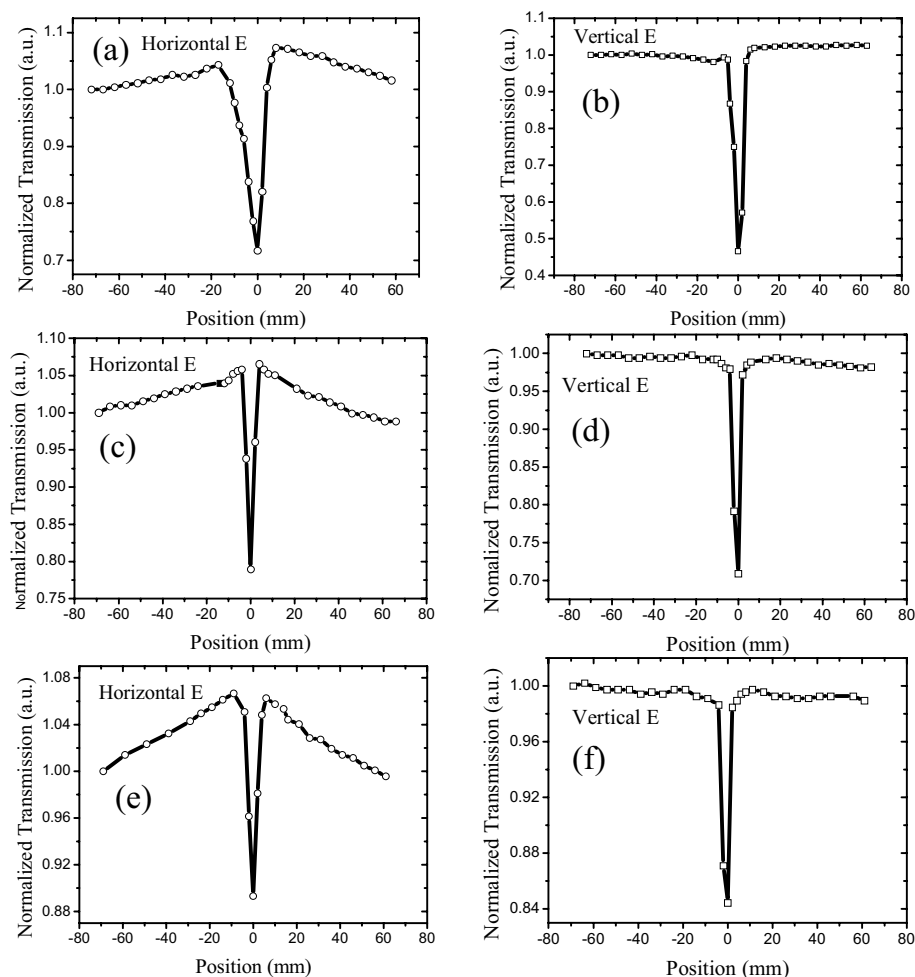 (a)
Horizontal E
Normalized Transmission (a.u.)
1.1
1.0
0.9
0.8
0.7
-80 -60 -40 -20 0 20 40 60
Position (mm)
(b)
Vertical E
Normalized Transmission (a.u.)
1.1
1.0
0.9
0.8
0.7
0.6
0.5
0.4
-80 -60 -40 -20 0 20 40 60 80
Position (mm)
(c)
Horizontal E
Normalized Transmission (a.u.)
1.10
1.05
1.00
0.95
0.90
0.85
0.80
0.75
-80 -60 -40 -20 0 20 40 60 80
Position (mm)
(d)
Vertical E
Normalized Transmission (a.u.)
1.00
0.95
0.90
0.85
0.80
0.75
0.70
-80 -60 -40 -20 0 20 40 60 80
Position (mm)
(e)
Horizontal E
Normalized Transmission (a.u.)
1.08
1.04
1.00
0.96
0.92
0.88
-80 -60 -40 -20 0 20 40 60 80
Position (mm)
(f)
Vertical E
Nomalized Transmission (a.u.)
1.00
0.96
0.92
0.88
0.84
-80 -60 -40 -20 0 20 40 60 80
Position (mm)